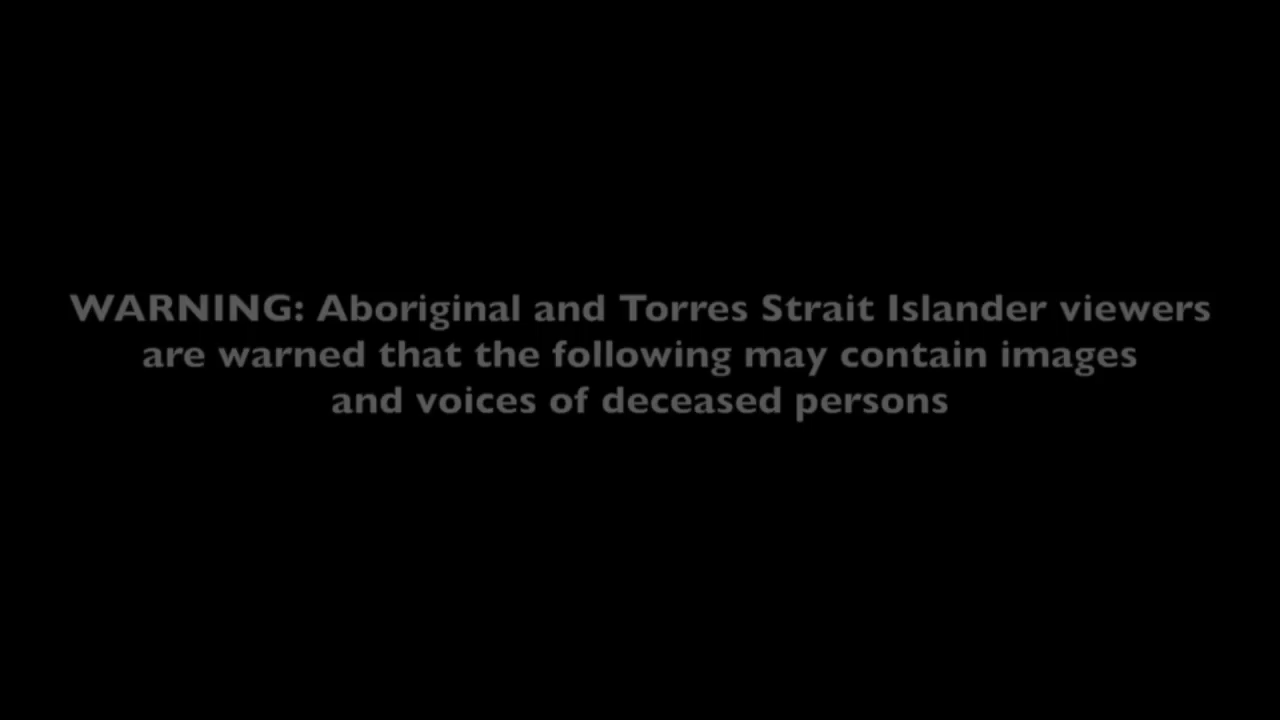 WARNING: Aboriginal and Torres Strait Islander viewers
are warned that the following may contain images
and voices of deceased persons